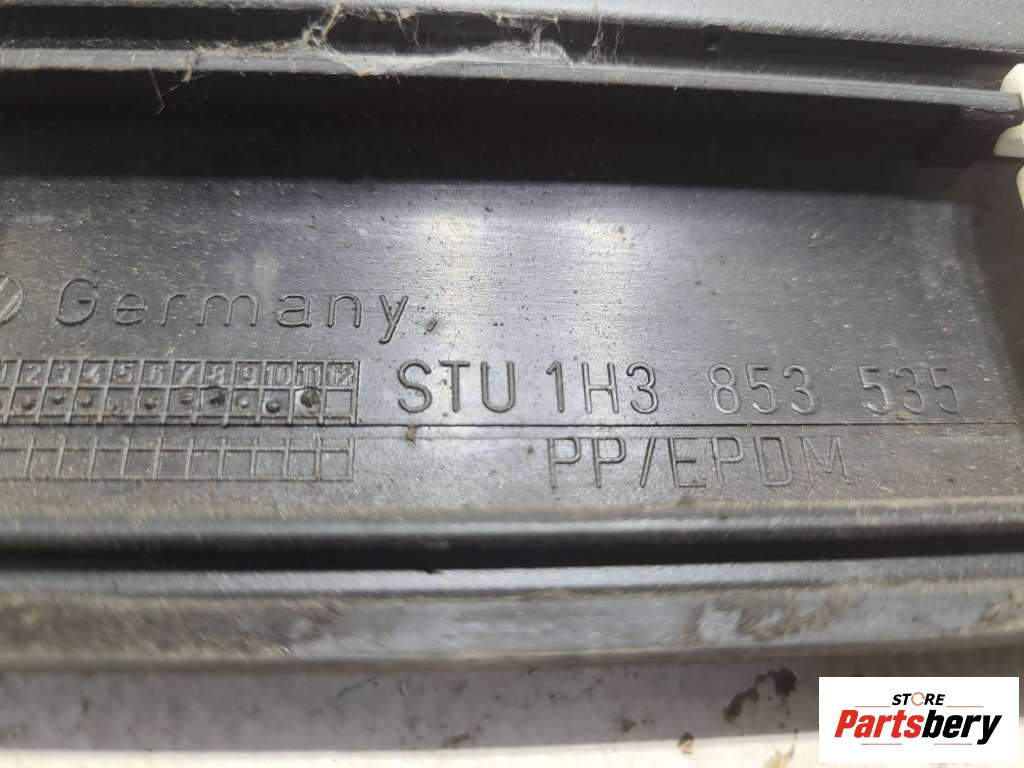 Germany
1 2 3 4 5 6 7 8 9 10 11 12
STU 1H3 853 535
PP/EPDM
STORE
Partsbery